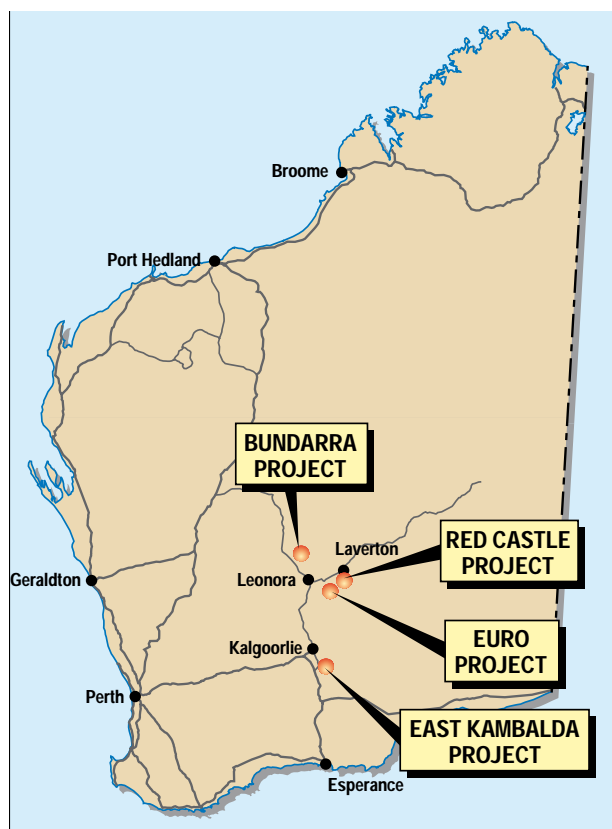 Broome
Port Hedland
BUNDARRA
PROJECT
Laverton
RED CASTLE
PROJECT
Geraldton
Leonora
EURO
PROJECT
Kalgoorlie
Perth
EAST KAMBALDA
PROJECT
Esperance